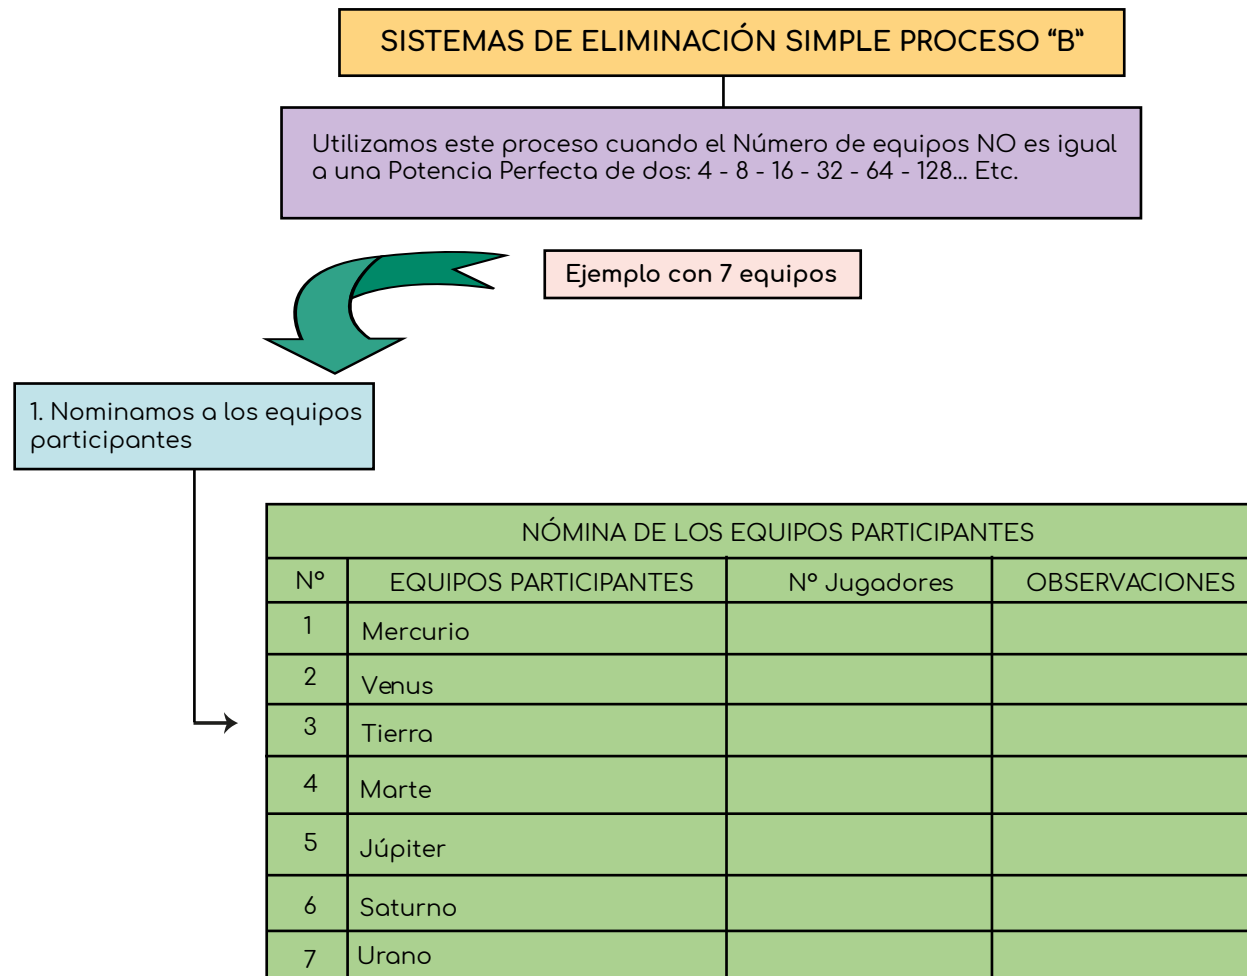 SISTEMAS DE ELIMINACIÓN SIMPLE PROCESO “B”
Utilizamos este proceso cuando el Número de equipos NO es igual
a una Potencia Perfecta de dos: 4 - 8 - 16 - 32 - 64 - 128... Etc.
Ejemplo con 7 equipos
1. Nominamos a los equipos
participantes
NÓMINA DE LOS EQUIPOS PARTICIPANTES
Nº EQUIPOS PARTICIPANTES Nº Jugadores OBSERVACIONES
1 Mercurio
2 Venus
3 Tierra
4 Marte
5 Júpiter
6 Saturno
7 Urano